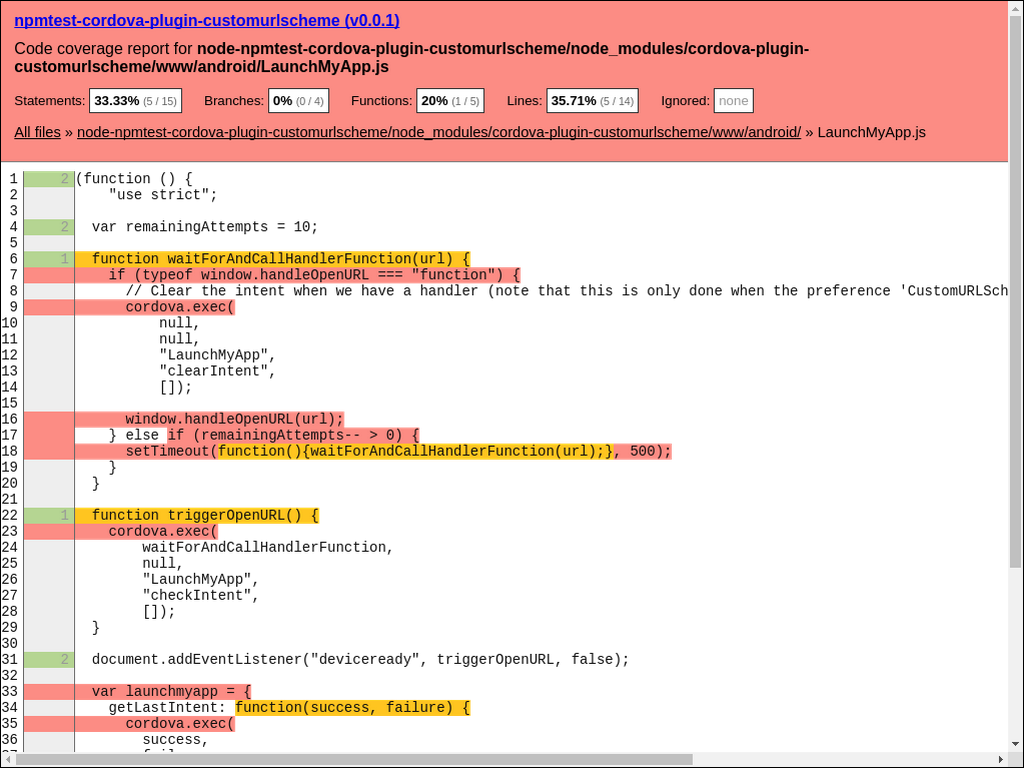 npmtest-cordova-plugin-customurlscheme (v0.0.1)
Code coverage report for node-npmtest-cordova-plugin-customurlscheme/node_modules/cordova-plugin-
customurlscheme/www/android/LaunchMyApp.js
Statements: 33.33% (5 / 15) Branches: 0% (0 / 4) Functions: 20% (1 / 5) Lines: 35.71% (5 / 14) Ignored: none
All files » node-npmtest-cordova-plugin-customurlscheme/node_modules/cordova-plugin-customurlscheme/www/android/ » LaunchMyApp.js
1 2 (function () {
2 "use strict";
3
4 2 var remainingAttempts = 10;
5
6 1 function waitForAndCallHandlerFunction(url) {
7 if (typeof window.handleOpenURL === "function") {
8 // Clear the intent when we have a handler (note that this is only done when the preference 'CustomURLSch
9 cordova.exec(
10 null,
11 null,
12 "LaunchMyApp",
13 "clearIntent",
14 []);
15
16 window.handleOpenURL(url);
17 } else if (remainingAttempts-- > 0) {
18 setTimeout(function(){waitForAndCallHandlerFunction(url);}, 500);
19 }
20 }
21
22 1 function triggerOpenURL() {
23 cordova.exec(
24 waitForAndCallHandlerFunction,
25 null,
26 "LaunchMyApp",
27 "checkIntent",
28 []);
29 }
30
31 2 document.addEventListener("deviceready", triggerOpenURL, false);
32
33 var launchmyapp = {
34 getLastIntent: function(success, failure) {
35 cordova.exec(
36 success,